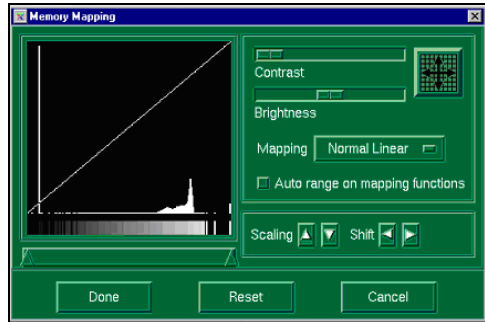 Memory Mapping
Contrast
Brightness
Mapping Normal Linear
Auto range on mapping functions
Scaling Shift
Done Reset Cancel